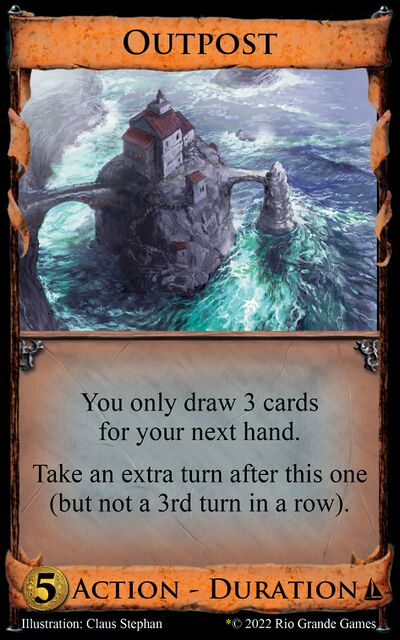 OUTPOST
You only draw 3 cards
for your next hand.
Take an extra turn after this one
(but not a 3rd turn in a row).
5 ACTION - DURATION
Illustration: Claus Stephan *© 2022 Rio Grande Games